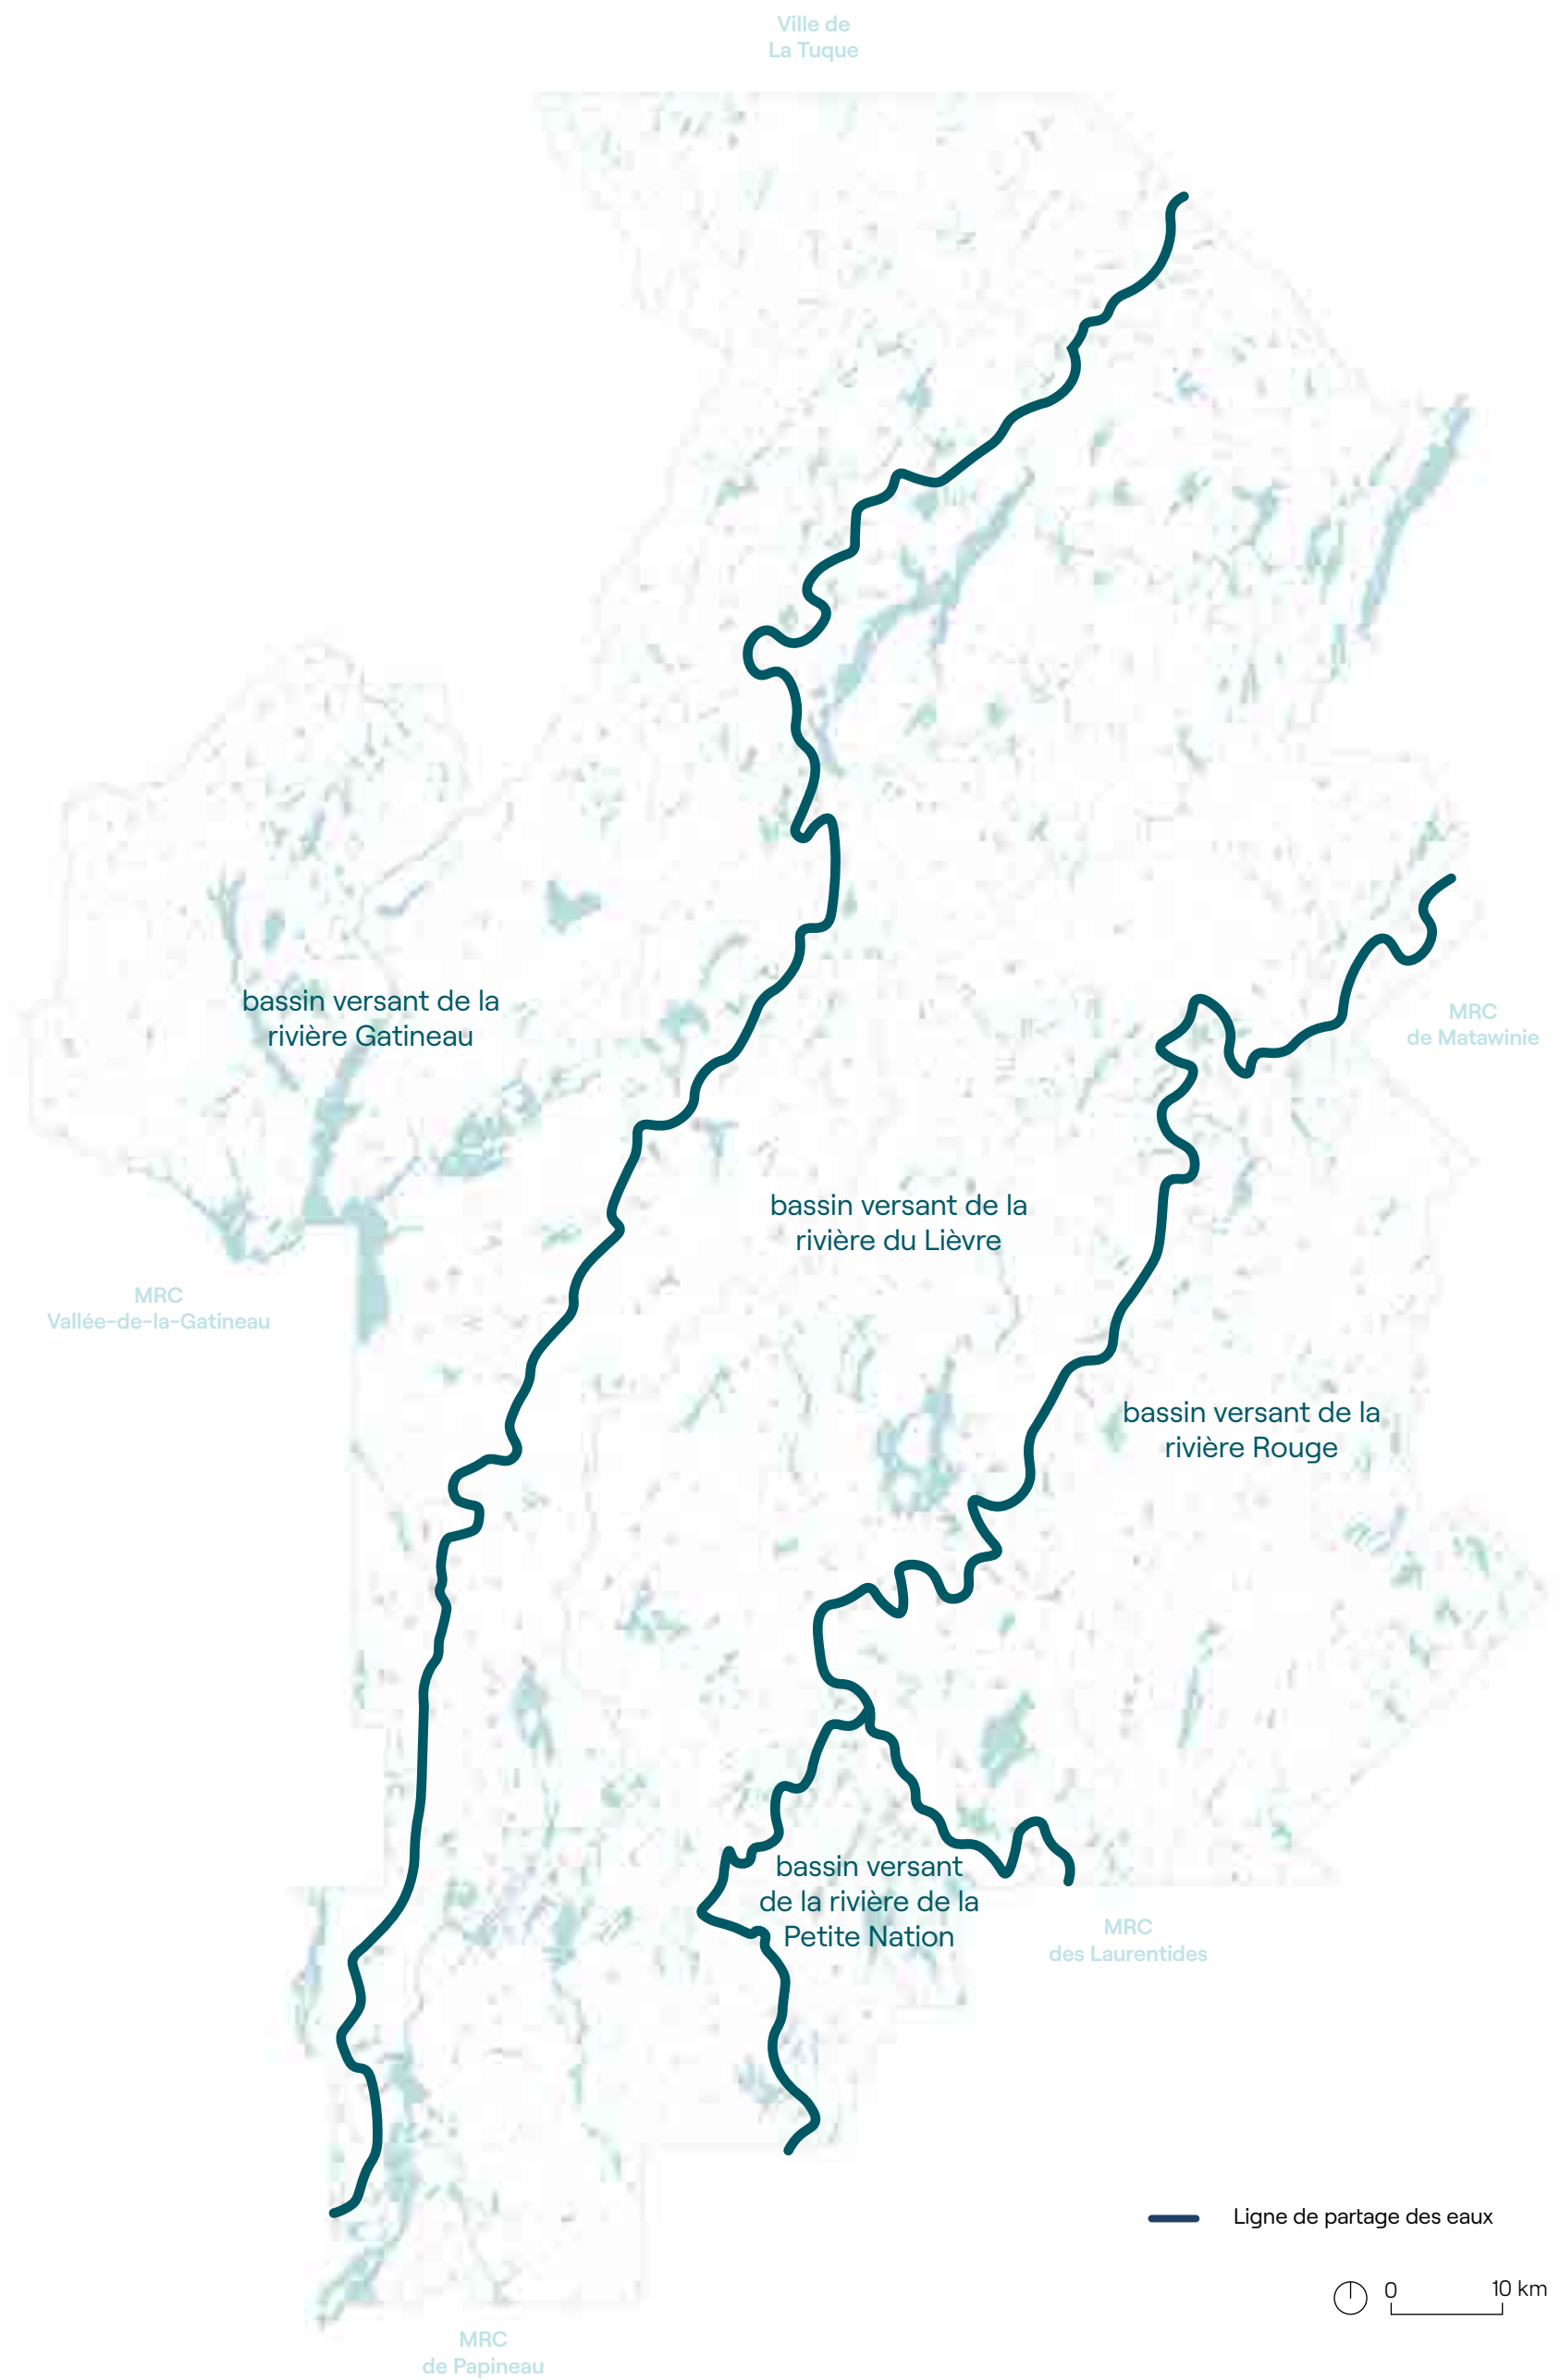 Ville de
La Tuque
bassin versant de la
rivière Gatineau
MRC
de Matawinie
bassin versant de la
rivière du Lièvre
MRC
Vallée-de-la-Gatineau
bassin versant de la
rivière Rouge
bassin versant
de la rivière de la
Petite Nation
MRC
des Laurentides
Ligne de partage des eaux
0 10 km
MRC
de Papineau